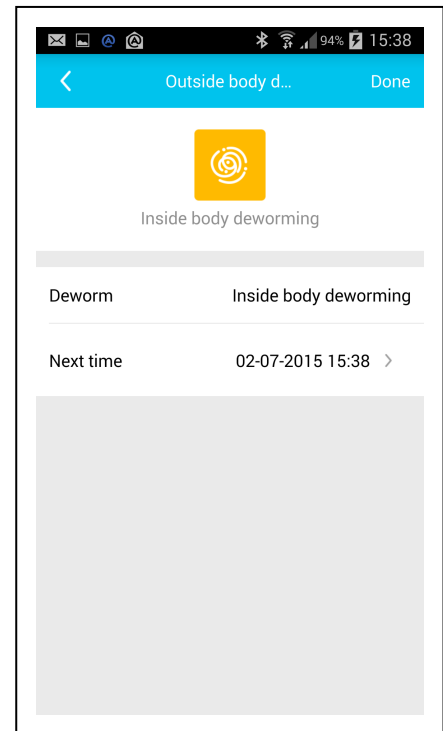 94% 15:38
Outside body d... Done
Inside body deworming
Deworm Inside body deworming
Next time 02-07-2015 15:38